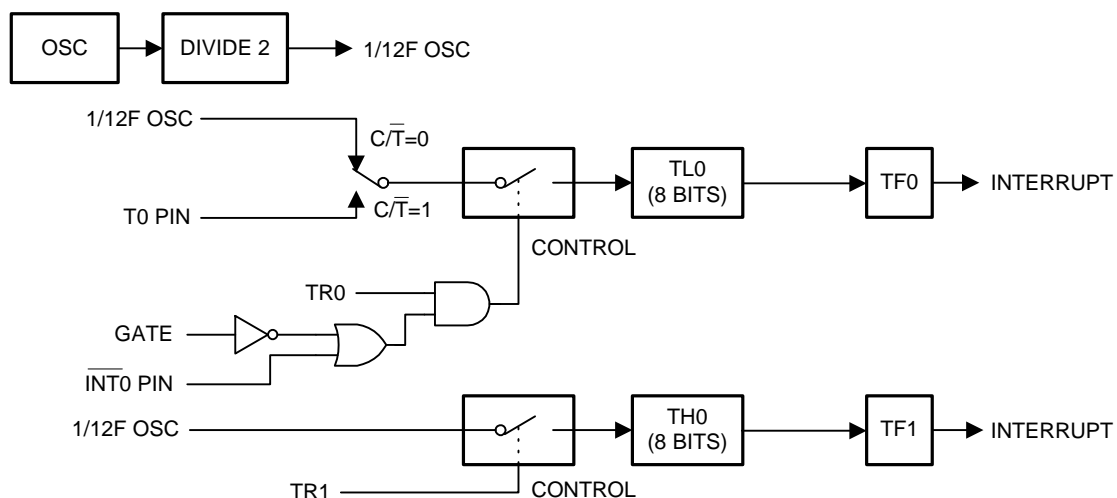 OSC
DIVIDE 2
1/12F OSC
1/12F OSC
C/T̅=0
T0 PIN
C/T̅=1
TL0
(8 BITS)
TF0
INTERRUPT
CONTROL
TR0
GATE
I̅N̅T̅0̅ PIN
1/12F OSC
TH0
(8 BITS)
TF1
INTERRUPT
TR1
CONTROL